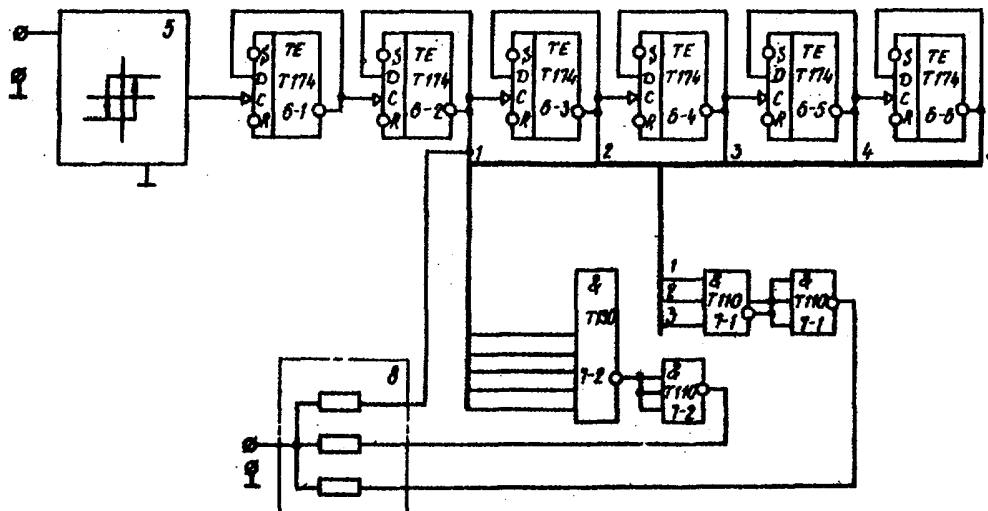 5
S TE
D T174
C
R 6-1
S TE
D T174
C
R 6-2
S TE
D T174
C
R 6-3
S TE
D T174
C
R 6-4
S TE
D T174
C
R 6-5
S TE
D T174
C
R 6-6
1 2 3 4
&
T130
7-2
&
T110
7-2
1
2
3
&
T110
7-1
&
T110
7-1
8